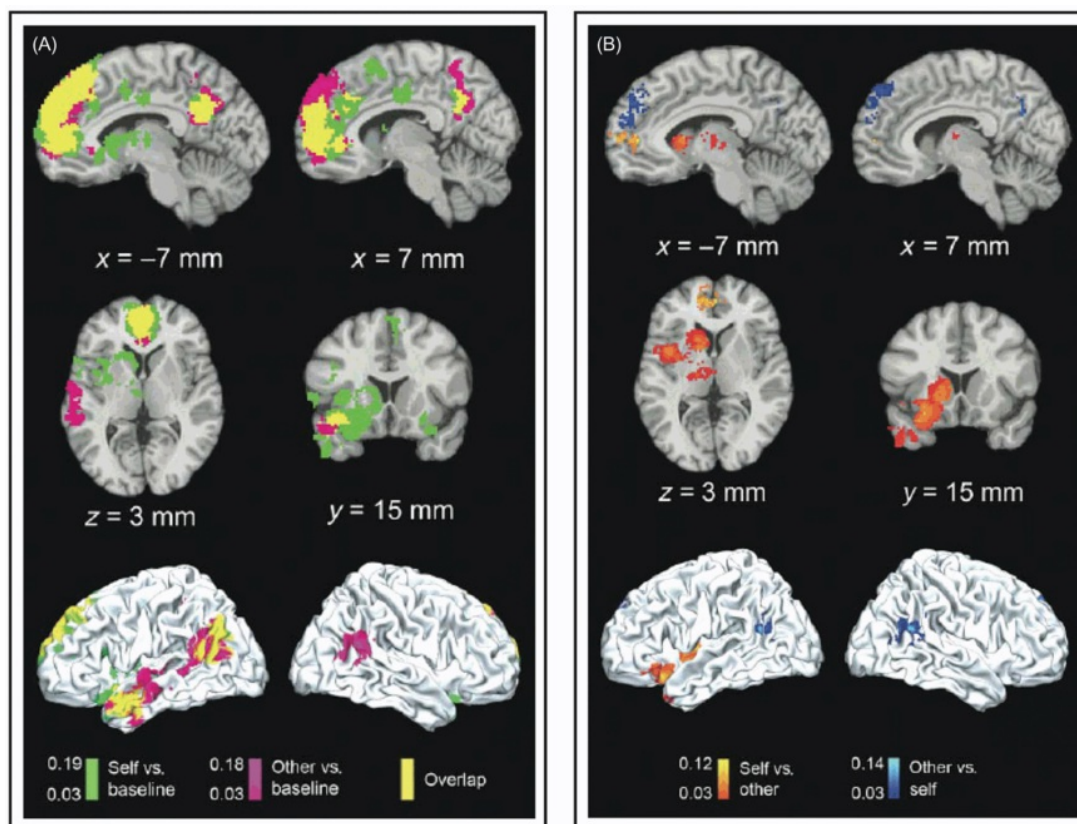 (A)
x = −7 mm
x = 7 mm
z = 3 mm
y = 15 mm
0.19
0.03
Self vs.
baseline
0.18
0.03
Other vs.
baseline
Overlap
(B)
x = −7 mm
x = 7 mm
z = 3 mm
y = 15 mm
0.12
0.03
Self vs.
other
0.14
0.03
Other vs.
self